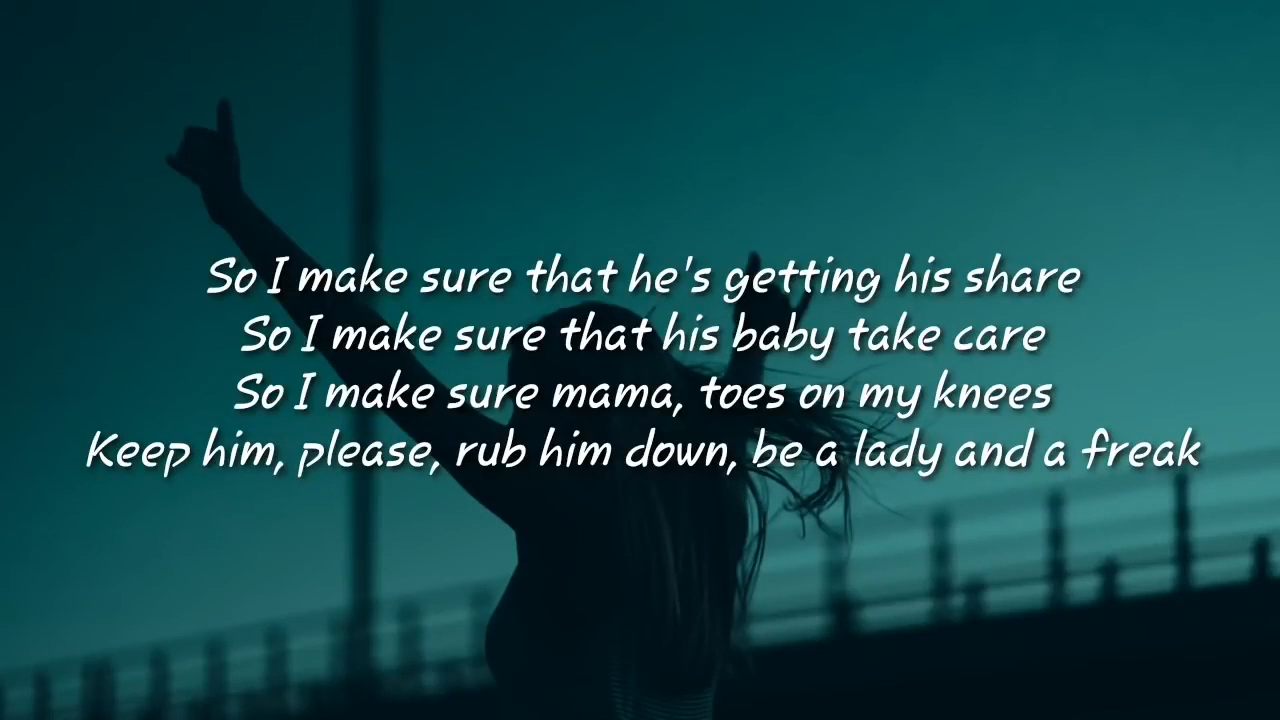 So I make sure that he's getting his share
So I make sure that his baby take care
So I make sure mama, toes on my knees
Keep him, please, rub him down, be a lady and a freak